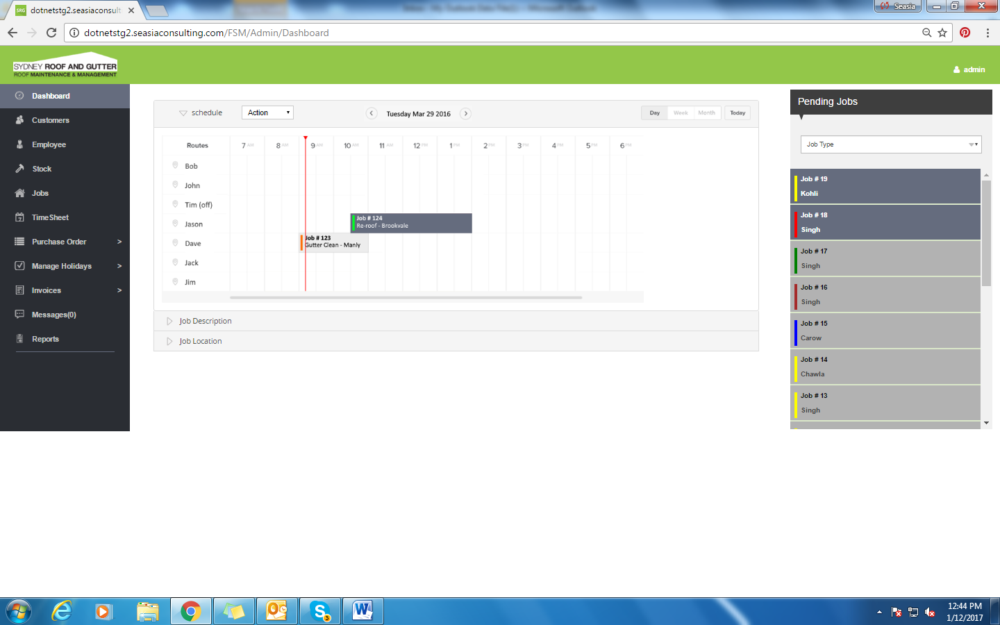 SRG dotnetstg2.seasiaconsult
Seasia
dotnetstg2.seasiaconsulting.com/FSM/Admin/Dashboard
SYDNEY ROOF AND GUTTER
ROOF MAINTENANCE & MANAGEMENT
admin
Dashboard
Customers
Employee
Stock
Jobs
TimeSheet
Purchase Order >
Manage Holidays >
Invoices >
Messages(0)
Reports
schedule
Action
Tuesday Mar 29 2016
Day Week Month Today
Routes 7 AM 8 AM 9 AM 10 AM 11 AM 12 PM 1 PM 2 PM 3 PM 4 PM 5 PM 6 PM
Bob
John
Tim (off)
Jason
Job # 124
Re-roof - Brookvale
Dave
Job # 123
Gutter Clean - Manly
Jack
Jim
Job Description
Job Location
Pending Jobs
Job Type
Job # 19
Kohli
Job # 18
Singh
Job # 17
Singh
Job # 16
Singh
Job # 15
Carow
Job # 14
Chawla
Job # 13
Singh
3
12:44 PM
1/12/2017